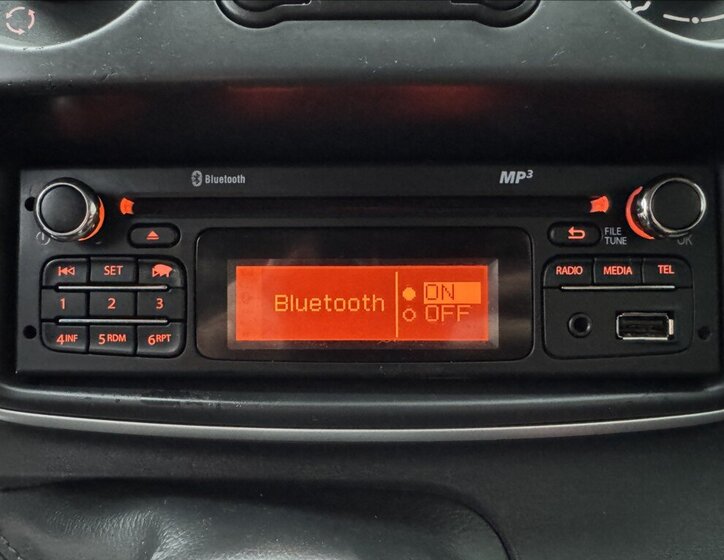 Bluetooth
MP3
FILE
TUNE
OK
SET
RADIO
MEDIA
TEL
1
2
3
4INF
5RDM
6RPT
Bluetooth
ON
OFF